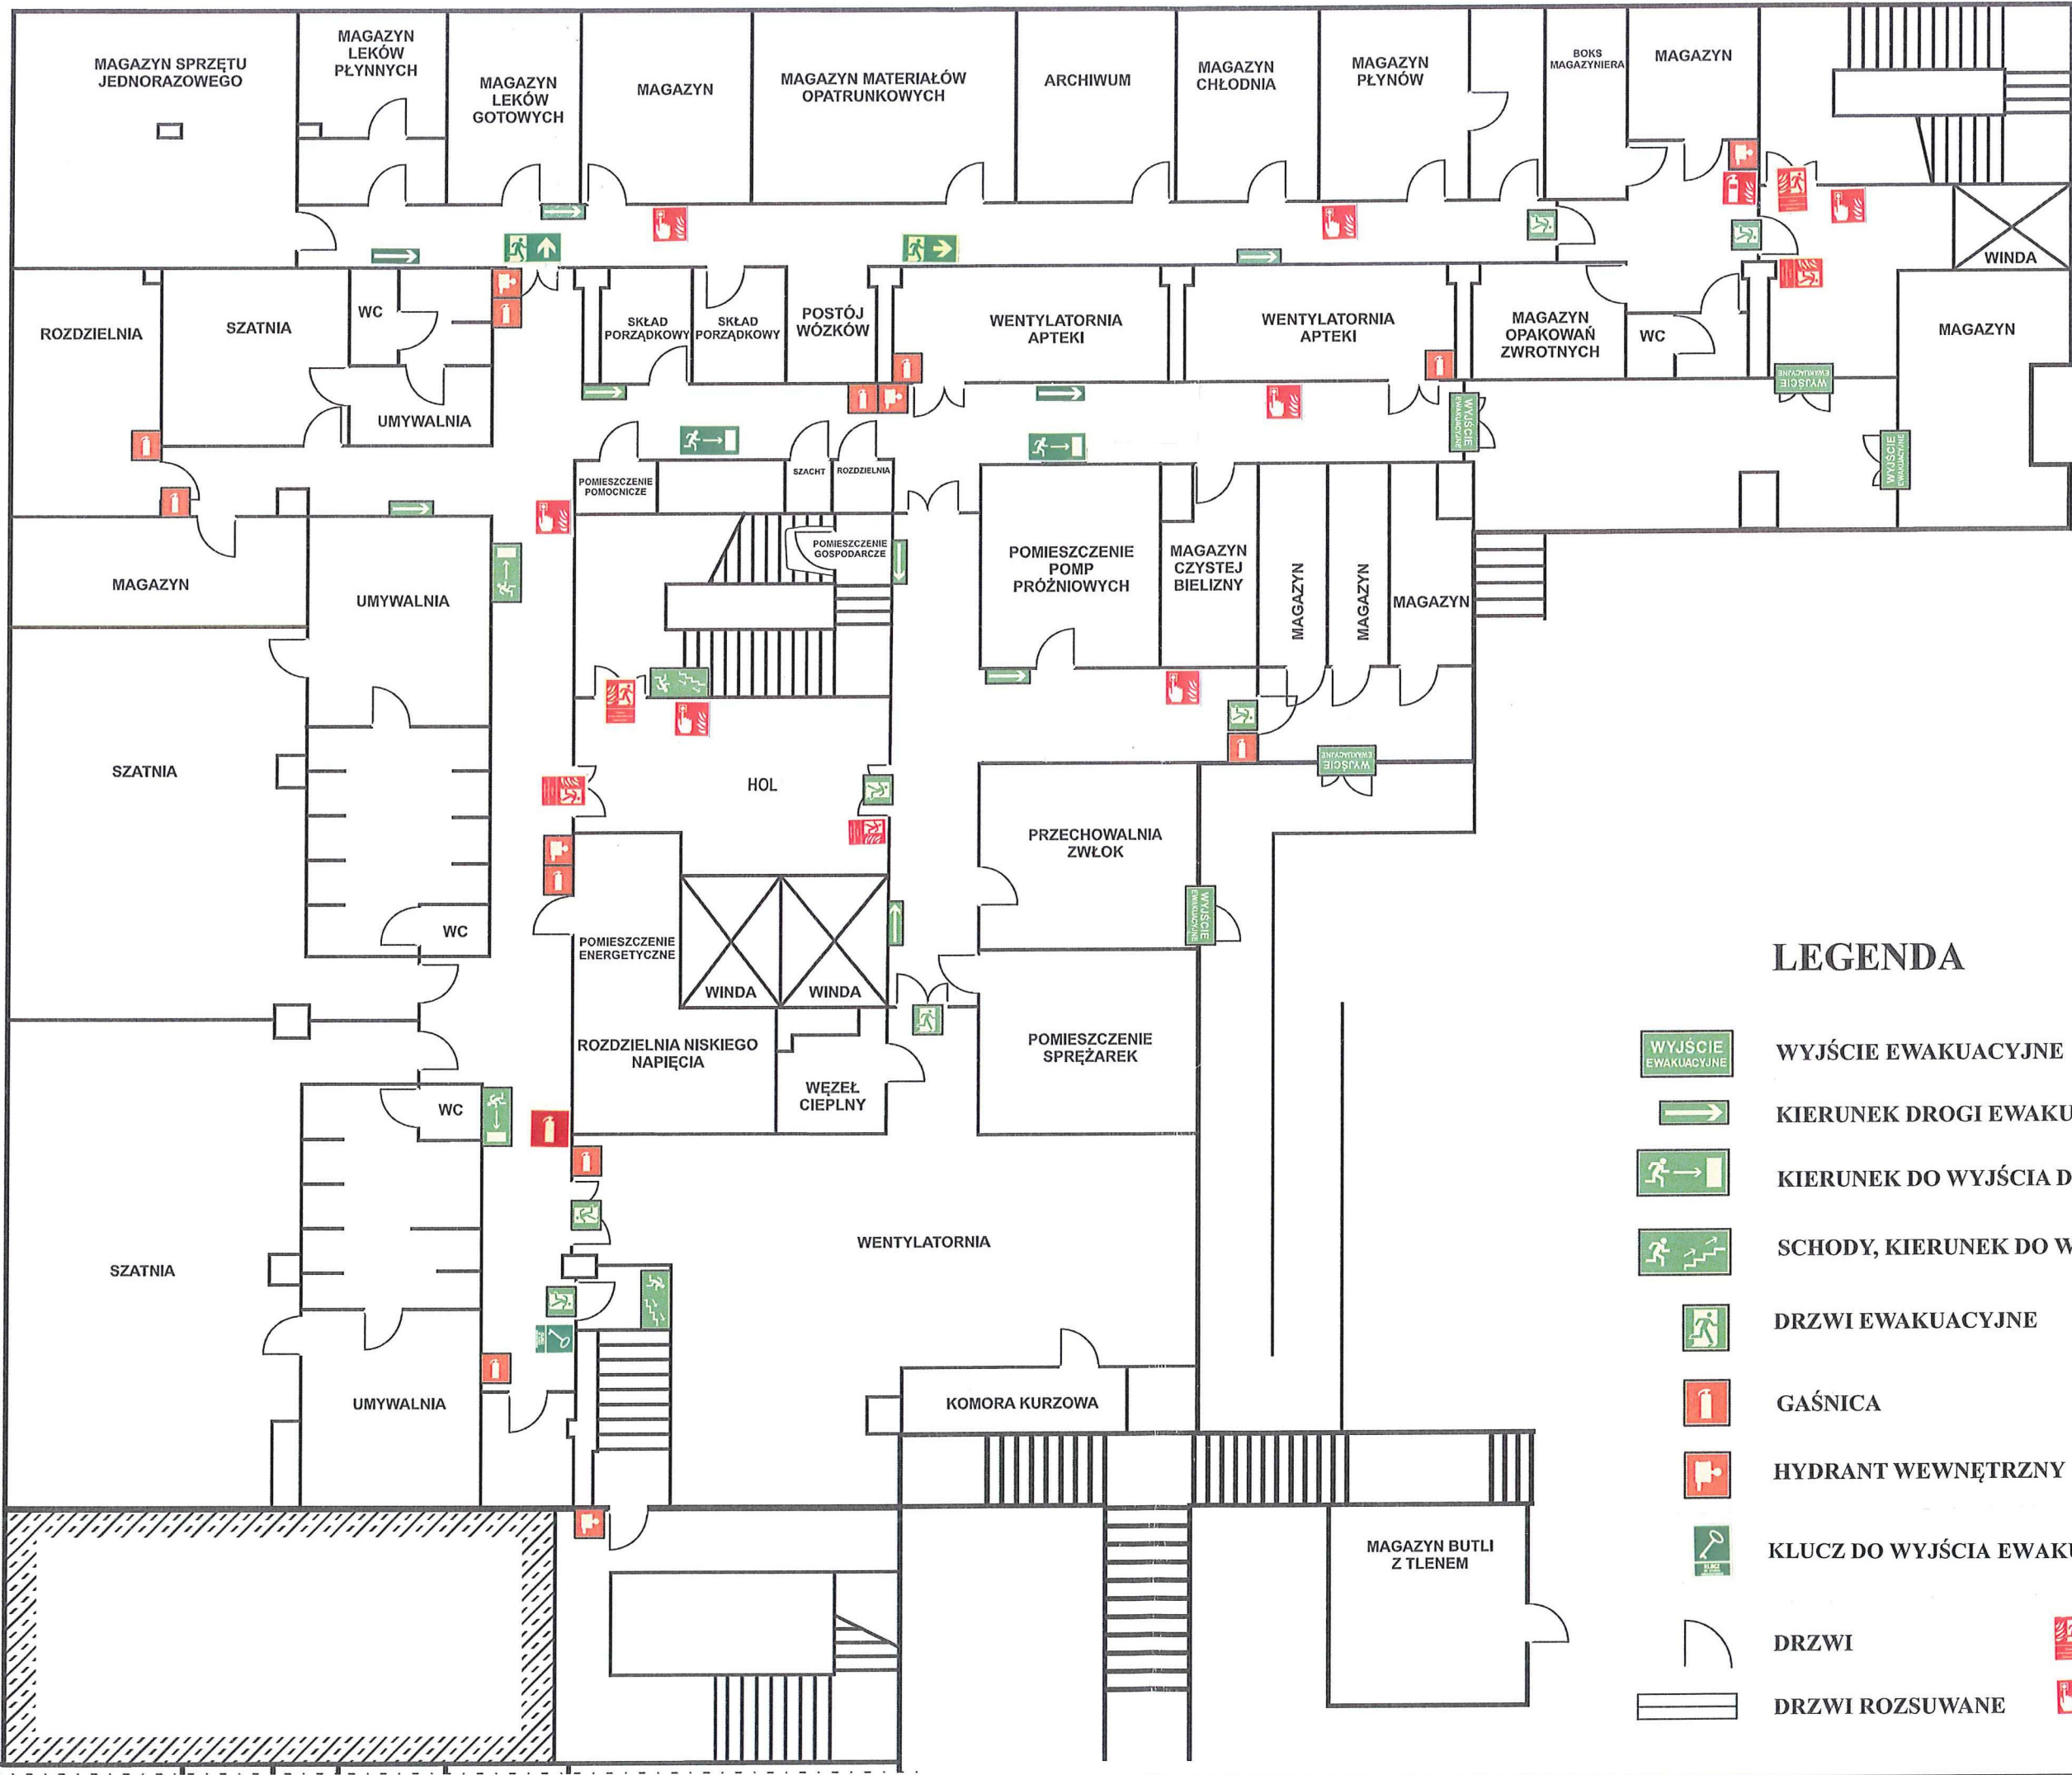 MAGAZYN SPRZĘTU
JEDNORAZOWEGO
MAGAZYN
LEKÓW
PŁYNNYCH
MAGAZYN
LEKÓW
GOTOWYCH
MAGAZYN
MAGAZYN MATERIAŁÓW
OPATRUNKOWYCH
ARCHIWUM
MAGAZYN
CHŁODNIA
MAGAZYN
PŁYNÓW
BOKS
MAGAZYNIERA
MAGAZYN
WINDA
ROZDZIELNIA
SZATNIA
WC
UMYWALNIA
SKŁAD
PORZĄDKOWY
SKŁAD
PORZĄDKOWY
POSTÓJ
WÓZKÓW
WENTYLATORNIA
APTEKI
WENTYLATORNIA
APTEKI
MAGAZYN
OPAKOWAŃ
ZWROTNYCH
WC
MAGAZYN
WYJŚCIE
EWAKUACYJNE
WYJŚCIE
EWAKUACYJNE
WYJŚCIE
EWAKUACYJNE
POMIESZCZENIE
POMOCNICZE
SZACHT
ROZDZIELNIA
POMIESZCZENIE
GOSPODARCZE
MAGAZYN
UMYWALNIA
POMIESZCZENIE
POMP
PRÓŻNIOWYCH
MAGAZYN
CZYSTEJ
BIELIZNY
MAGAZYN
MAGAZYN
MAGAZYN
SZATNIA
HOL
WYJŚCIE
EWAKUACYJNE
PRZECHOWALNIA
ZWŁOK
WYJŚCIE
EWAKUACYJNE
WC
POMIESZCZENIE
ENERGETYCZNE
WINDA
WINDA
ROZDZIELNIA NISKIEGO
NAPIĘCIA
WĘZEŁ
CIEPLNY
POMIESZCZENIE
SPRĘŻAREK
WC
SZATNIA
WENTYLATORNIA
UMYWALNIA
KOMORA KURZOWA
MAGAZYN BUTLI
Z TLENEM
LEGENDA
WYJŚCIE
EWAKUACYJNE
WYJŚCIE EWAKUACYJNE
KIERUNEK DROGI EWAKU
KIERUNEK DO WYJŚCIA D
SCHODY, KIERUNEK DO W
DRZWI EWAKUACYJNE
GAŚNICA
HYDRANT WEWNĘTRZNY
KLUCZ DO WYJŚCIA EWAKU
DRZWI
DRZWI ROZSUWANE